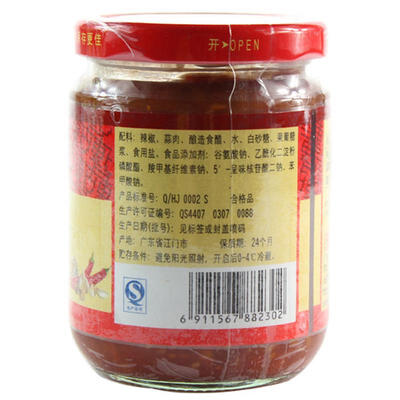 存更佳
开➤OPEN
配料：辣椒、蒜肉、酿造食醋、水、白砂糖、果葡糖
浆、食用盐。食品添加剂：谷氨酸钠、乙酰化二淀粉
磷酸酯、羧甲基纤维素钠、5'-呈味核苷酸二钠、苯
甲酸钠。
产品标准号：Q/HJ 0002 S 合格品
生产许可证编号：QS4407 0307 0088
生产日期(批号)：见标签或封盖喷码
产地：广东省江门市 保质期：24个月
贮存条件：避免阳光照射，开启后0-4℃冷藏。
6 911567 882302